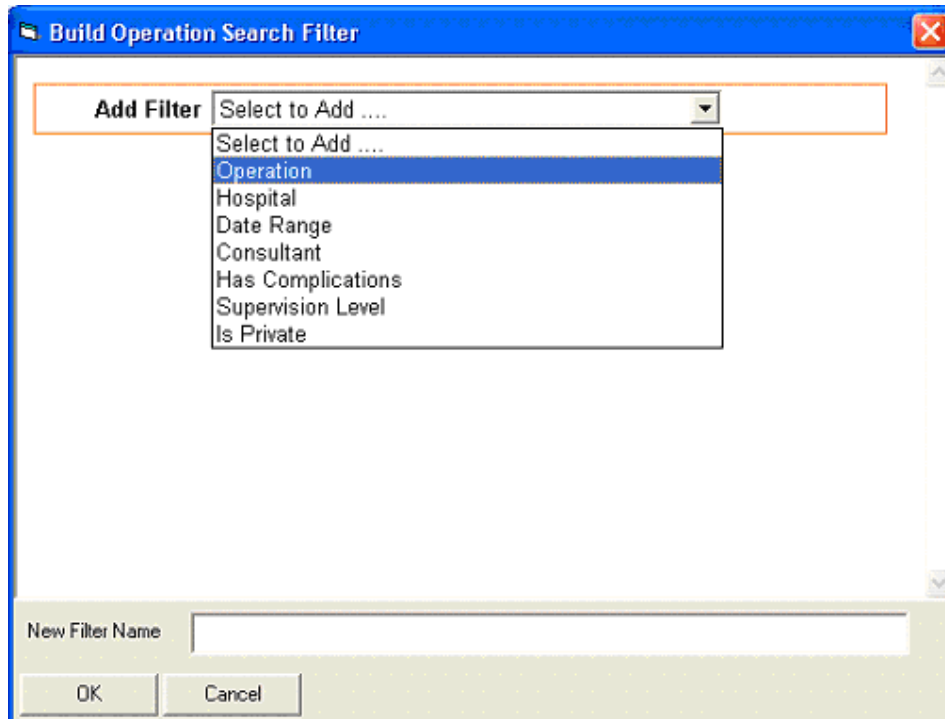 Build Operation Search Filter
Add Filter Select to Add ....
Select to Add ....
Operation
Hospital
Date Range
Consultant
Has Complications
Supervision Level
Is Private
New Filter Name
OK Cancel